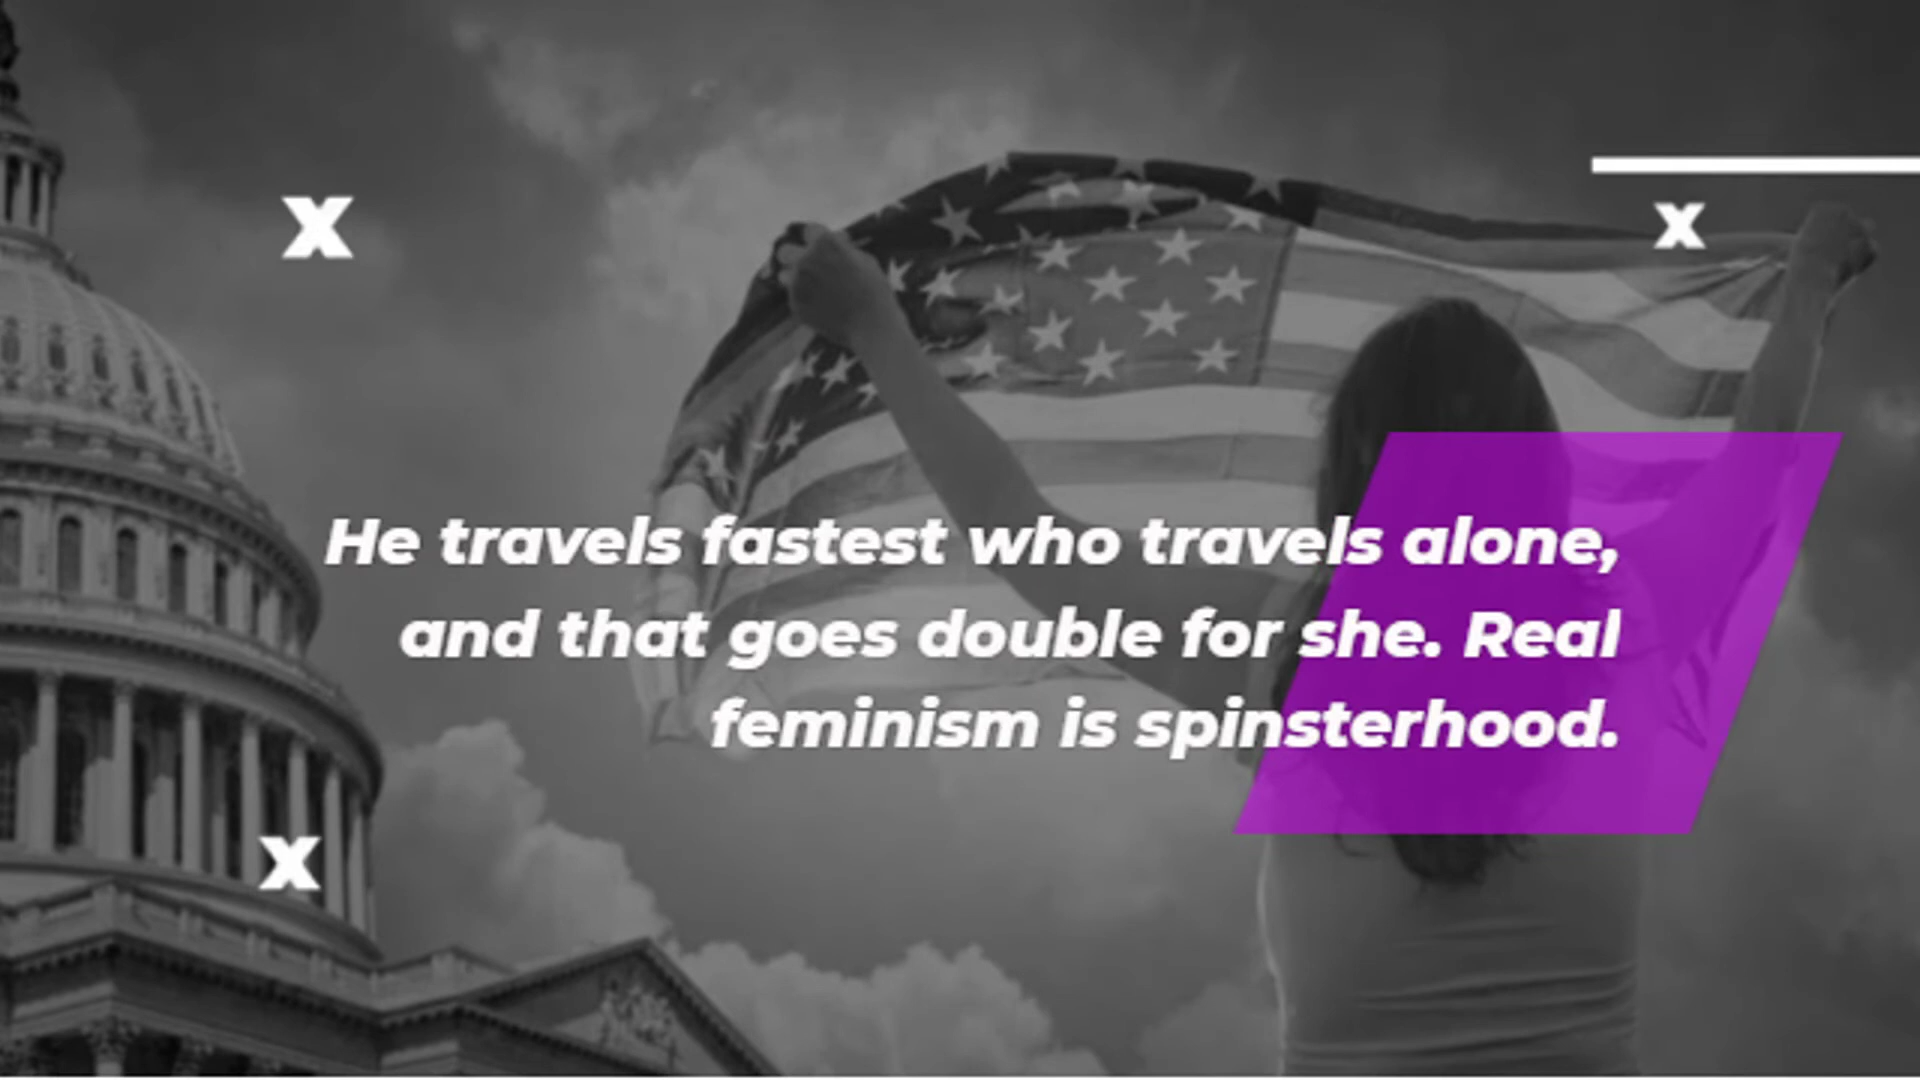 x
x
He travels fastest who travels alone,
and that goes double for she. Real
feminism is spinsterhood.
x